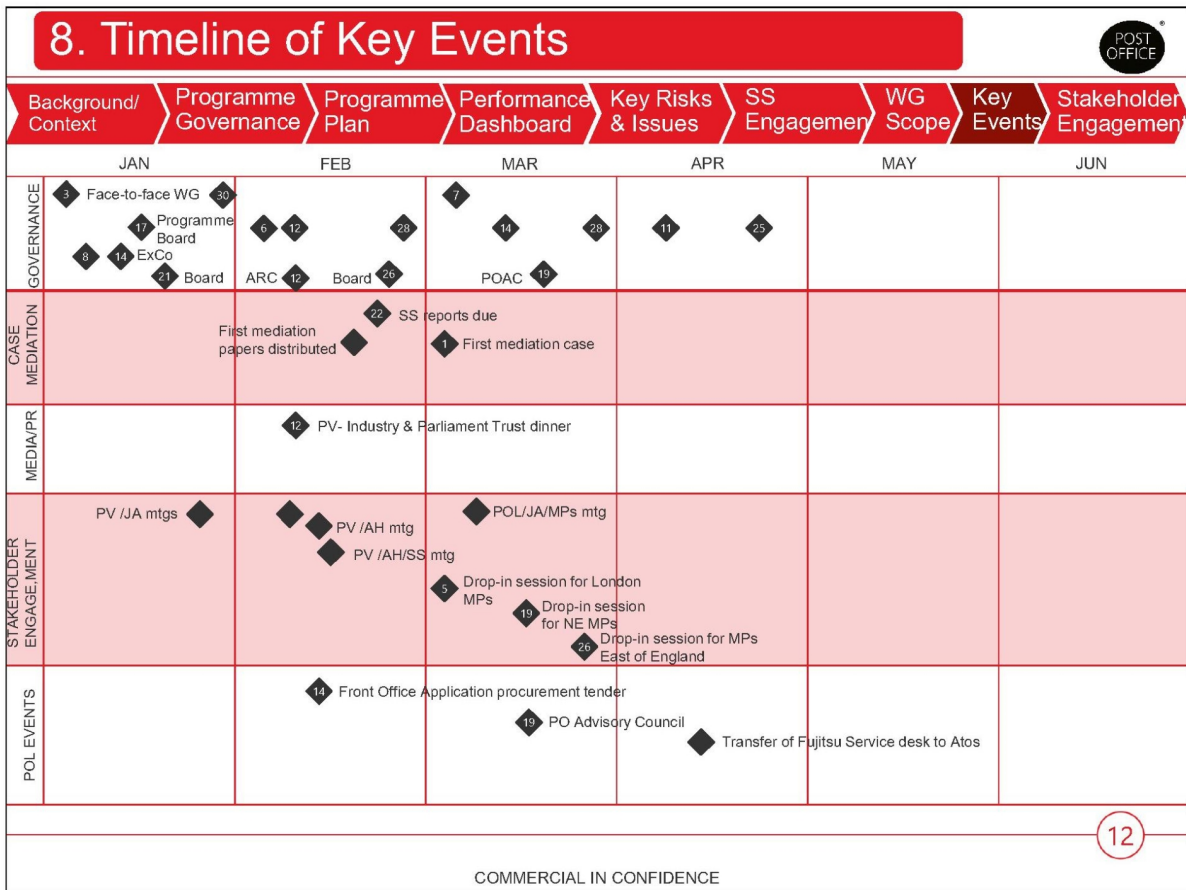 8. Timeline of Key Events
POST
OFFICE
®
Background/
Context
Programme
Governance
Programme
Plan
Performance
Dashboard
Key Risks
& Issues
SS
Engagemen
WG
Scope
Key
Events
Stakeholder
Engagement
JAN
FEB
MAR
APR
MAY
JUN
GOVERNANCE
3
Face-to-face WG
30
7
17
Programme
Board
6
12
28
14
28
11
25
8
14
ExCo
21
Board
ARC
12
Board
26
POAC
19
CASE
MEDIATION
22
SS reports due
First mediation
papers distributed
1
First mediation case
MEDIA/PR
12
PV- Industry & Parliament Trust dinner
STAKEHOLDER
ENGAGE,MENT
PV /JA mtgs
PV /AH mtg
POL/JA/MPs mtg
PV /AH/SS mtg
5
Drop-in session for London
MPs
19
Drop-in session
for NE MPs
26
Drop-in session for MPs
East of England
POL EVENTS
14
Front Office Application procurement tender
19
PO Advisory Council
Transfer of Fujitsu Service desk to Atos
12
COMMERCIAL IN CONFIDENCE